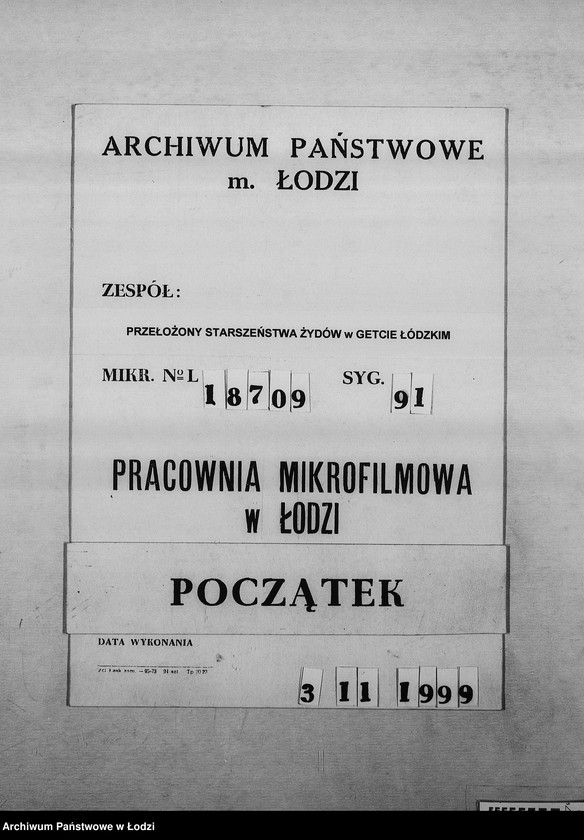 ARCHIWUM PAŃSTWOWE
m. ŁODZI
ZESPÓŁ:
PRZEŁOŻONY STARSZEŃSTWA ŻYDÓW w GETCIE ŁÓDZKIM
MIKR. Nº L 18709 SYG. 91
PRACOWNIA MIKROFILMOWA
w ŁODZI
POCZĄTEK
DATA WYKONANIA
3 11 1999
Archiwum Państwowe w Łodzi